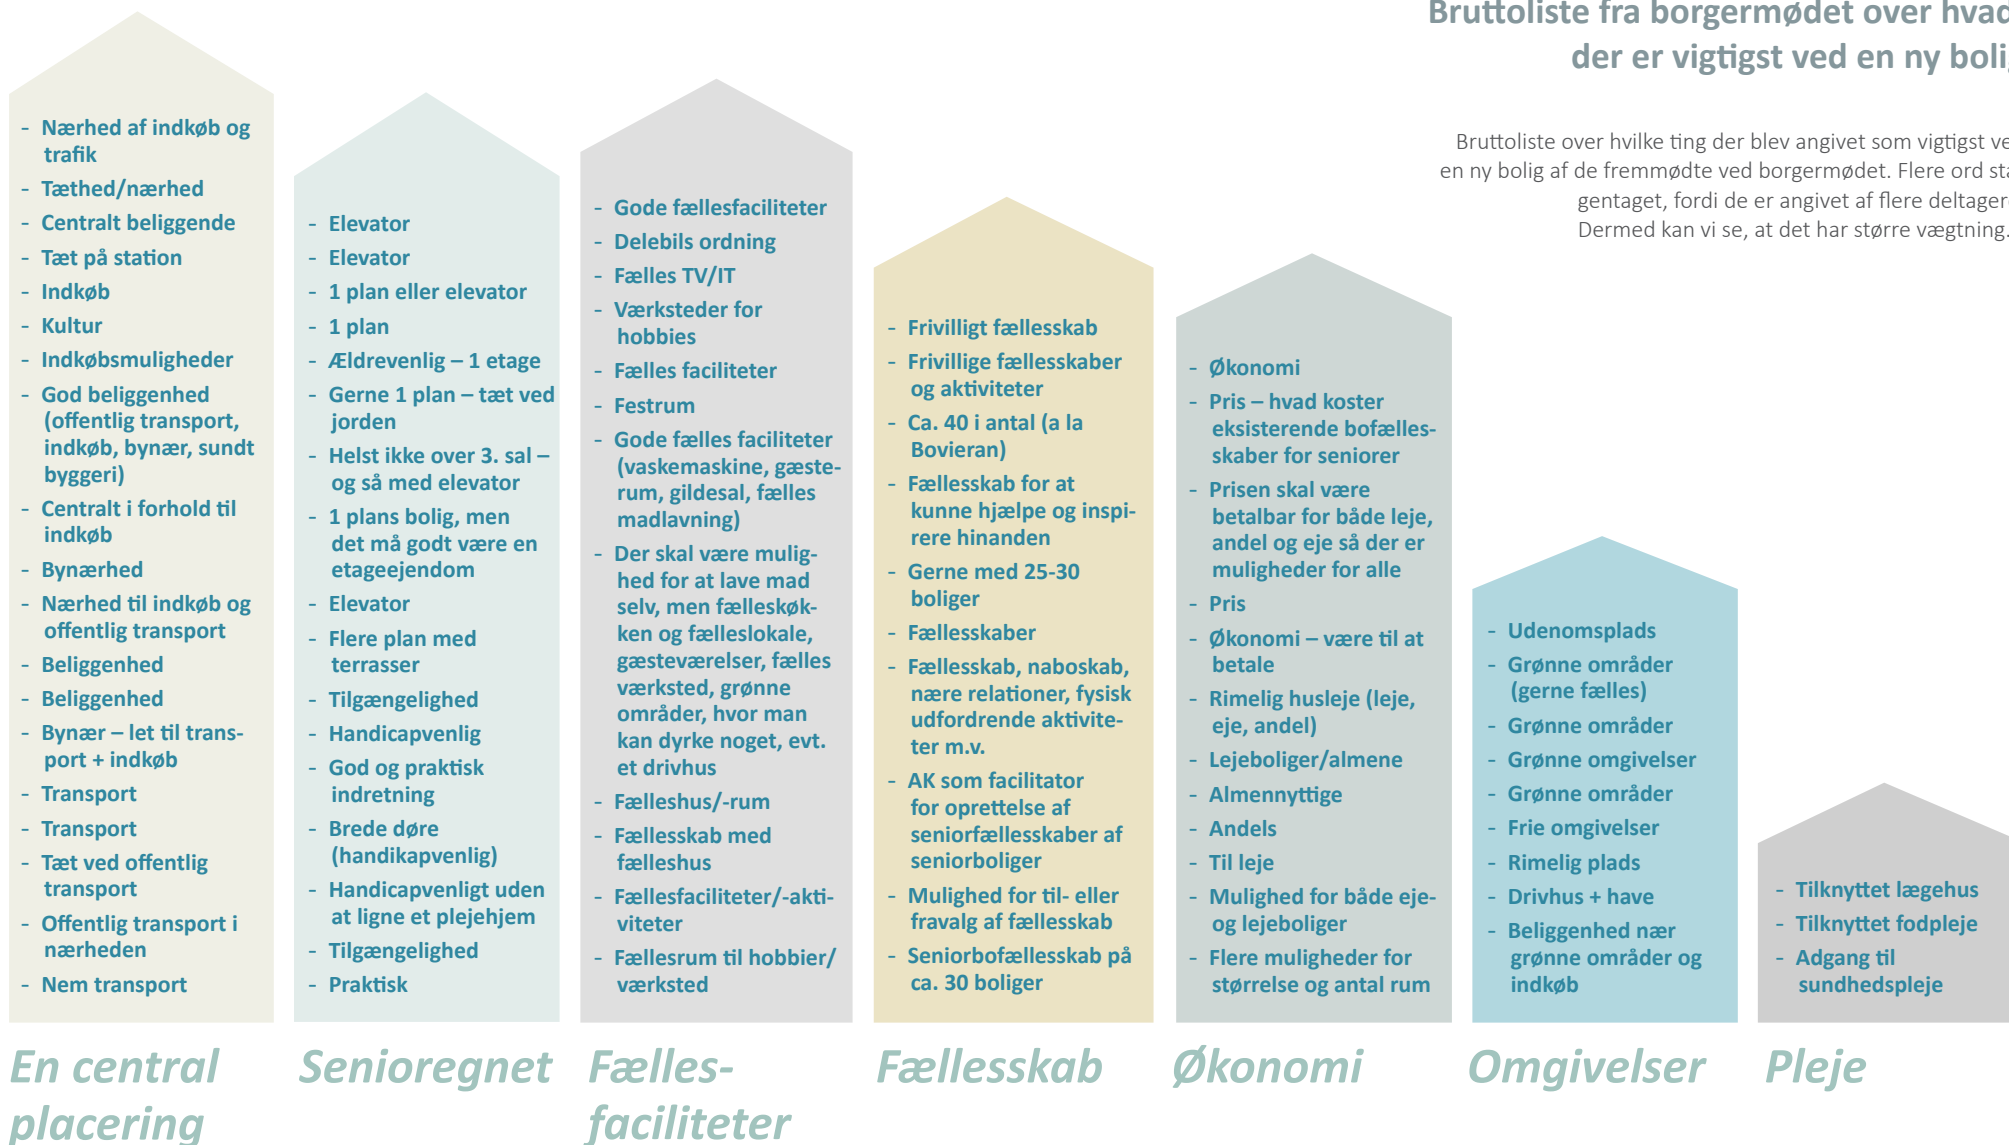 Bruttoliste fra borgermødet over hvad
der er vigtigst ved en ny bolig
Bruttoliste over hvilke ting der blev angivet som vigtigst
en ny bolig af de fremmødte ved borgermødet. Flere ord
gentaget, fordi de er angivet af flere deltagere
Dermed kan vi se, at det har større vægtning.
- Nærhed af indkøb og
trafik
- Tæthed/nærhed
- Centralt beliggende
- Tæt på station
- Indkøb
- Kultur
- Indkøbsmuligheder
- God beliggenhed
(offentlig transport,
indkøb, bynær, sundt
byggeri)
- Centralt i forhold til
indkøb
- Bynærhed
- Nærhed til indkøb og
offentlig transport
- Beliggenhed
- Beliggenhed
- Bynær – let til trans-
port + indkøb
- Transport
- Transport
- Tæt ved offentlig
transport
- Offentlig transport i
nærheden
- Nem transport
En central
placering
- Elevator
- Elevator
- 1 plan eller elevator
- 1 plan
- Ældrevenlig – 1 etage
- Gerne 1 plan – tæt ved
jorden
- Helst ikke over 3. sal –
og så med elevator
- 1 plans bolig, men
det må godt være en
etageejendom
- Elevator
- Flere plan med
terrasser
- Tilgængelighed
- Handicapvenlig
- God og praktisk
indretning
- Brede døre
(handikapvenlig)
- Handicapvenligt uden
at ligne et plejehjem
- Tilgængelighed
- Praktisk
Senioregnet
- Gode fællesfaciliteter
- Delebils ordning
- Fælles TV/IT
- Værksteder for
hobbies
- Fælles faciliteter
- Festrum
- Gode fælles faciliteter
(vaskemaskine, gæste-
rum, gildesal, fælles
madlavning)
- Der skal være mulig-
hed for at lave mad
selv, men fælleskøk-
ken og fælleslokale,
gæsteværelser, fælles
værksted, grønne
områder, hvor man
kan dyrke noget, evt.
et drivhus
- Fælleshus/-rum
- Fællesskab med
fælleshus
- Fællesfaciliteter/-akti-
viteter
- Fællesrum til hobbier/
værksted
Fælles-
faciliteter
- Frivilligt fællesskab
- Frivillige fællesskaber
og aktiviteter
- Ca. 40 i antal (a la
Bovieran)
- Fællesskab for at
kunne hjælpe og inspi-
rere hinanden
- Gerne med 25-30
boliger
- Fællesskaber
- Fællesskab, naboskab,
nære relationer, fysisk
udfordrende aktivite-
ter m.v.
- AK som facilitator
for oprettelse af
seniorfællesskaber af
seniorboliger
- Mulighed for til- eller
fravalg af fællesskab
- Seniorbofællesskab på
ca. 30 boliger
Fællesskab
- Økonomi
- Pris – hvad koster
eksisterende bofælles-
skaber for seniorer
- Prisen skal være
betalbar for både leje,
andel og eje så der er
muligheder for alle
- Pris
- Økonomi – være til at
betale
- Rimelig husleje (leje,
eje, andel)
- Lejeboliger/almene
- Almennyttige
- Andels
- Til leje
- Mulighed for både eje-
og lejeboliger
- Flere muligheder for
størrelse og antal rum
Økonomi
- Udenomsplads
- Grønne områder
(gerne fælles)
- Grønne områder
- Grønne omgivelser
- Grønne områder
- Frie omgivelser
- Rimelig plads
- Drivhus + have
- Beliggenhed nær
grønne områder og
indkøb
Omgivelser
- Tilknyttet lægehus
- Tilknyttet fodpleje
- Adgang til
sundhedspleje
Pleje